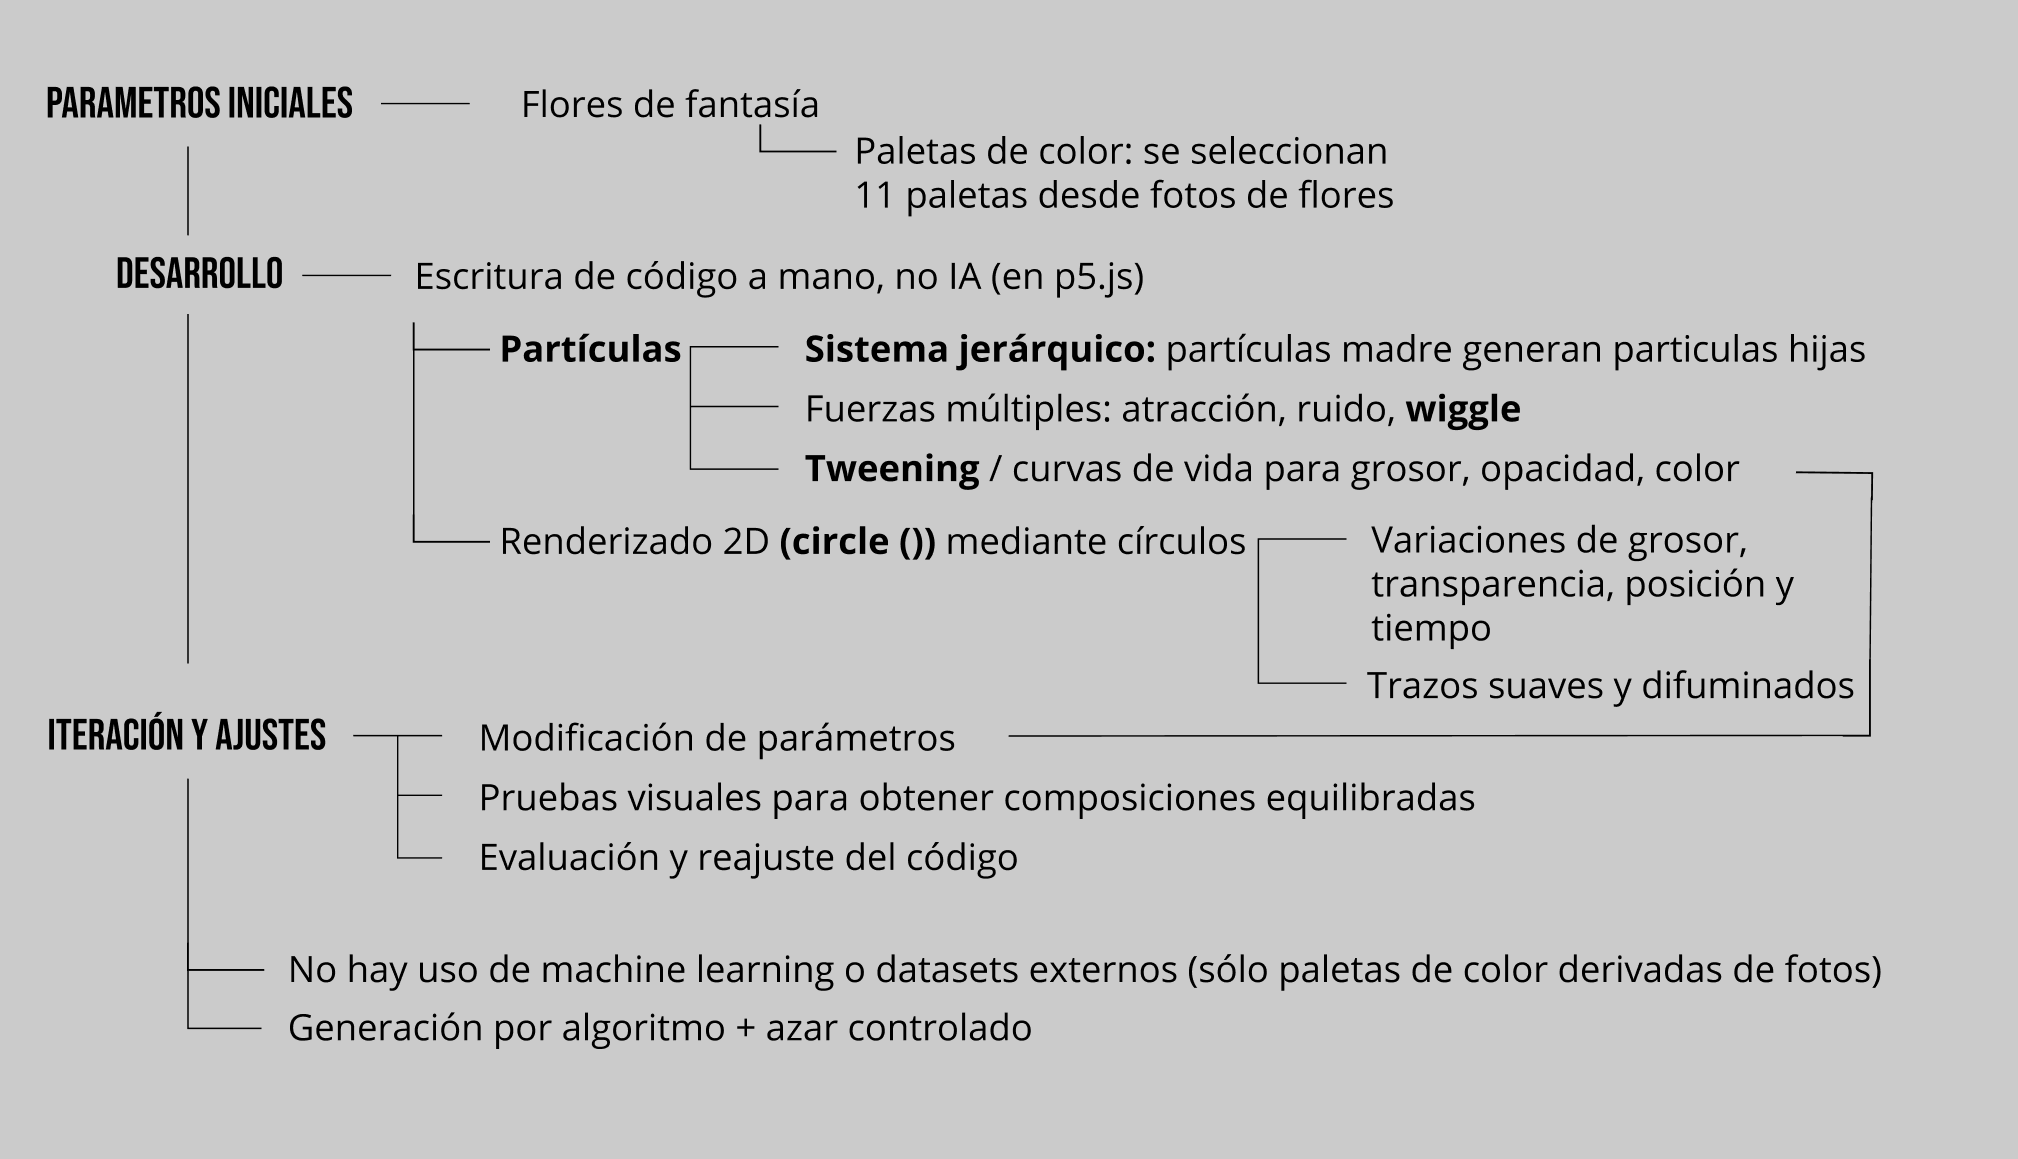 PARAMETROS INICIALES
Flores de fantasía
Paletas de color: se seleccionan
11 paletas desde fotos de flores
DESARROLLO
Escritura de código a mano, no IA (en p5.js)
Partículas
Sistema jerárquico: partículas madre generan particulas hijas
Fuerzas múltiples: atracción, ruido, wiggle
Tweening / curvas de vida para grosor, opacidad, color
Renderizado 2D (circle ()) mediante círculos
Variaciones de grosor,
transparencia, posición y
tiempo
Trazos suaves y difuminados
ITERACIÓN Y AJUSTES
Modificación de parámetros
Pruebas visuales para obtener composiciones equilibradas
Evaluación y reajuste del código
No hay uso de machine learning o datasets externos (sólo paletas de color derivadas de fotos)
Generación por algoritmo + azar controlado